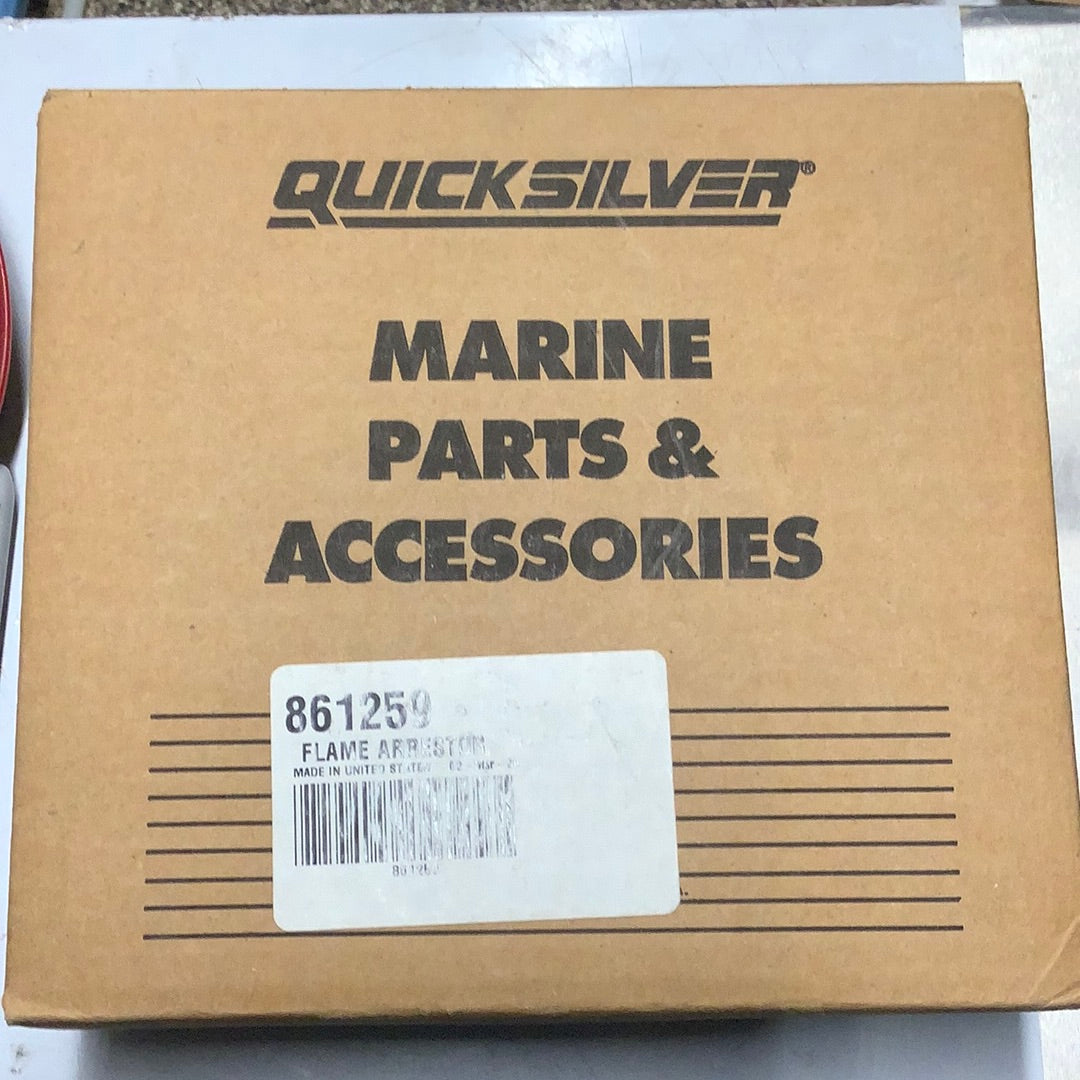 QUICKSILVER®
MARINE
PARTS &
ACCESSORIES
861259
FLAME ARRESTOR
MADE IN UNITED STATES